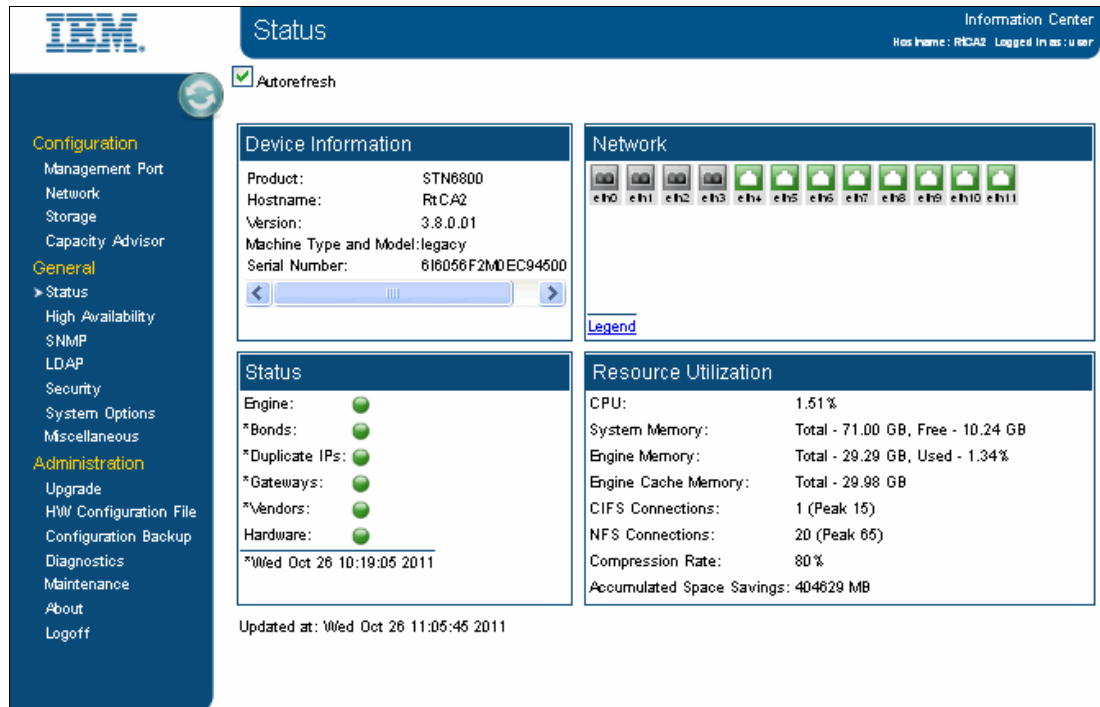 IBM.
Status
Information Center
Hostname: RtCA2 Logged in as: user
Autorefresh
Configuration
Management Port
Network
Storage
Capacity Advisor
General
Status
High Availability
SNMP
LDAP
Security
System Options
Miscellaneous
Administration
Upgrade
HW Configuration File
Configuration Backup
Diagnostics
Maintenance
About
Logoff
Device Information
Product: STN6800
Hostname: RtCA2
Version: 3.8.0.01
Machine Type and Model: legacy
Serial Number: 6I6056F2M0EC94500
Network
eth0 eth1 eth2 eth3 eth4 eth5 eth6 eth7 eth8 eth9 eth10 eth11
Legend
Status
Engine:
*Bonds:
*Duplicate IPs:
*Gateways:
*Vendors:
Hardware:
*Wed Oct 26 10:19:05 2011
Resource Utilization
CPU: 1.51%
System Memory: Total - 71.00 GB, Free - 10.24 GB
Engine Memory: Total - 29.29 GB, Used - 1.34%
Engine Cache Memory: Total - 29.98 GB
CIFS Connections: 1 (Peak 15)
NFS Connections: 20 (Peak 65)
Compression Rate: 80%
Accumulated Space Savings: 404629 MB
Updated at: Wed Oct 26 11:05:45 2011